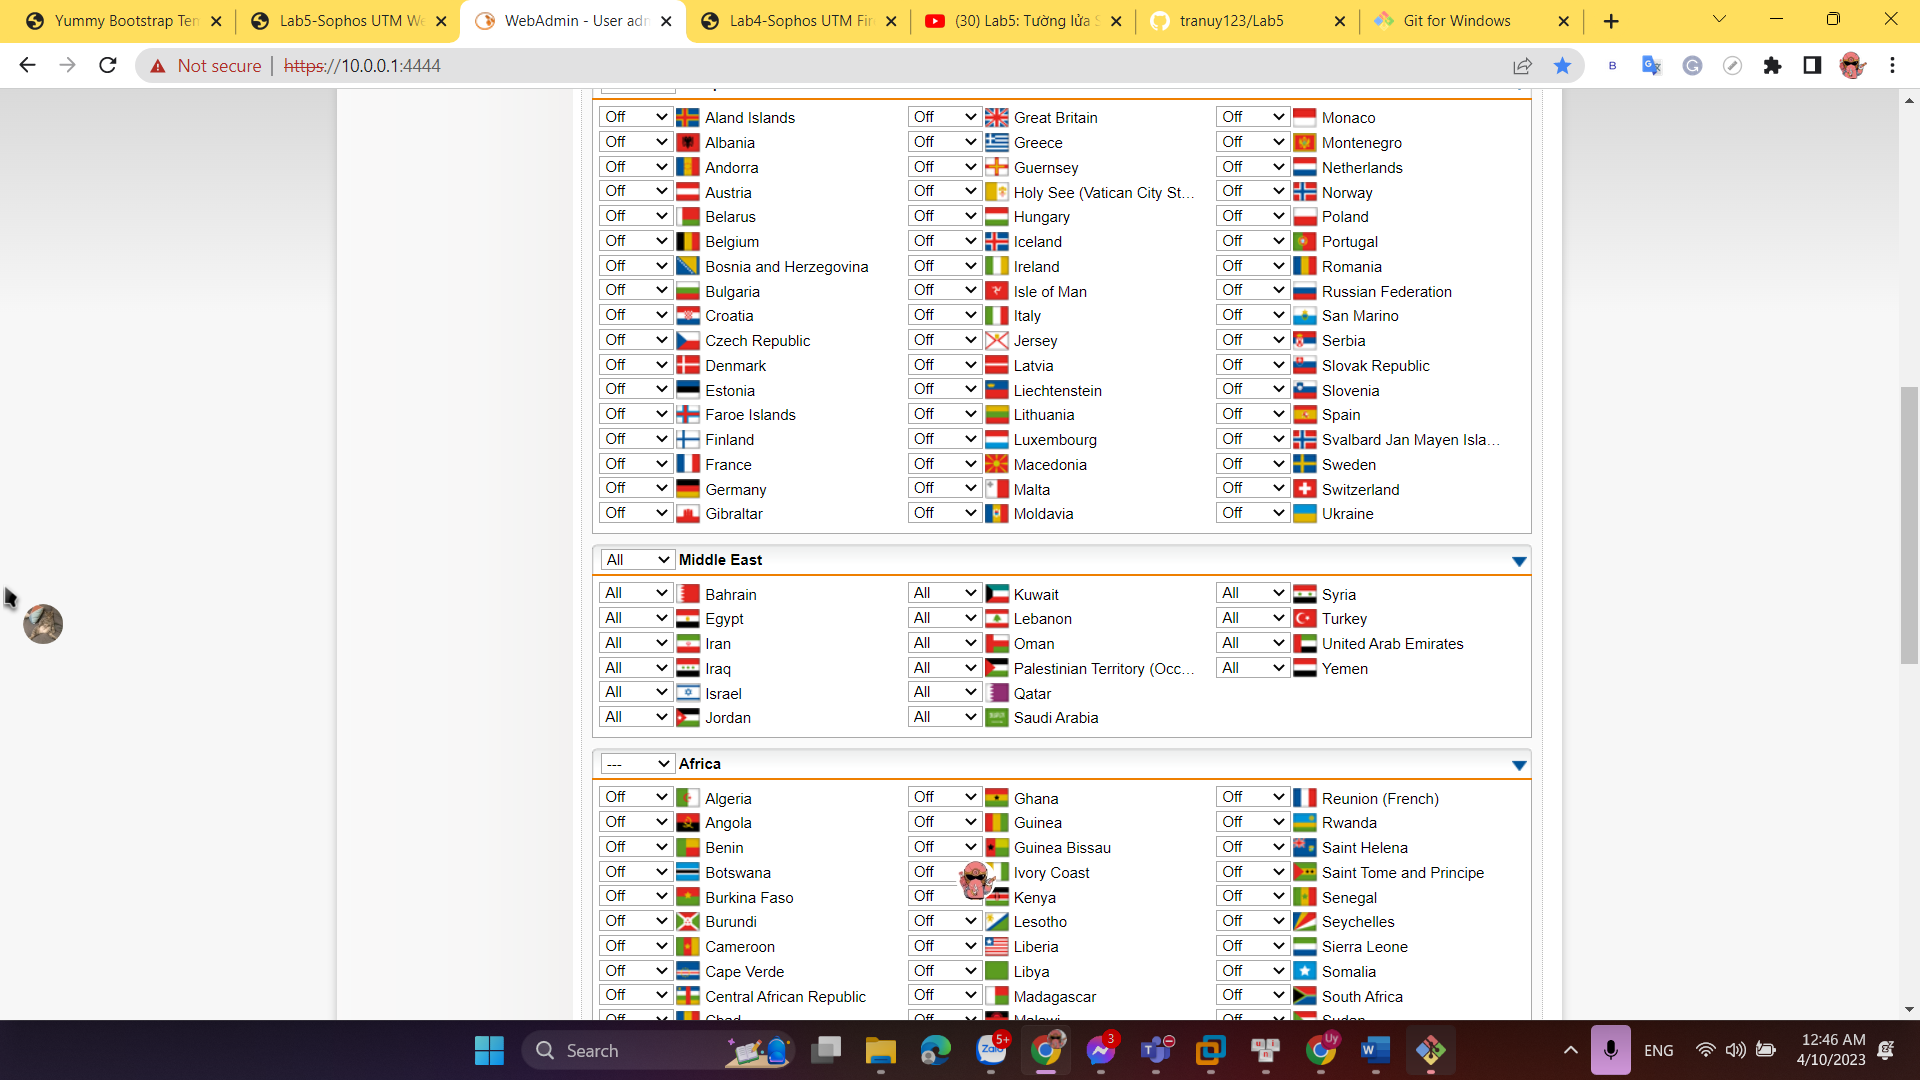 Yummy Bootstrap Ten
Lab5-Sophos UTM We
WebAdmin - User adm
Lab4-Sophos UTM Fir
(30) Lab5: Tường lửa S
tranuy123/Lab5
Git for Windows
Not secure
https://10.0.0.1:4444
Off Aland Islands Off Great Britain Off Monaco
Off Albania Off Greece Off Montenegro
Off Andorra Off Guernsey Off Netherlands
Off Austria Off Holy See (Vatican City St... Off Norway
Off Belarus Off Hungary Off Poland
Off Belgium Off Iceland Off Portugal
Off Bosnia and Herzegovina Off Ireland Off Romania
Off Bulgaria Off Isle of Man Off Russian Federation
Off Croatia Off Italy Off San Marino
Off Czech Republic Off Jersey Off Serbia
Off Denmark Off Latvia Off Slovak Republic
Off Estonia Off Liechtenstein Off Slovenia
Off Faroe Islands Off Lithuania Off Spain
Off Finland Off Luxembourg Off Svalbard Jan Mayen Isla...
Off France Off Macedonia Off Sweden
Off Germany Off Malta Off Switzerland
Off Gibraltar Off Moldavia Off Ukraine
All Middle East
All Bahrain All Kuwait All Syria
All Egypt All Lebanon All Turkey
All Iran All Oman All United Arab Emirates
All Iraq All Palestinian Territory (Occ... All Yemen
All Israel All Qatar
All Jordan All Saudi Arabia
--- Africa
Off Algeria Off Ghana Off Reunion (French)
Off Angola Off Guinea Off Rwanda
Off Benin Off Guinea Bissau Off Saint Helena
Off Botswana Off Ivory Coast Off Saint Tome and Principe
Off Burkina Faso Off Kenya Off Senegal
Off Burundi Off Lesotho Off Seychelles
Off Cameroon Off Liberia Off Sierra Leone
Off Cape Verde Off Libya Off Somalia
Off Central African Republic Off Madagascar Off South Africa
Off Chad Off Malawi Off Sudan
Search
5+
Zalo
3
Uy
ENG
12:46 AM
4/10/2023